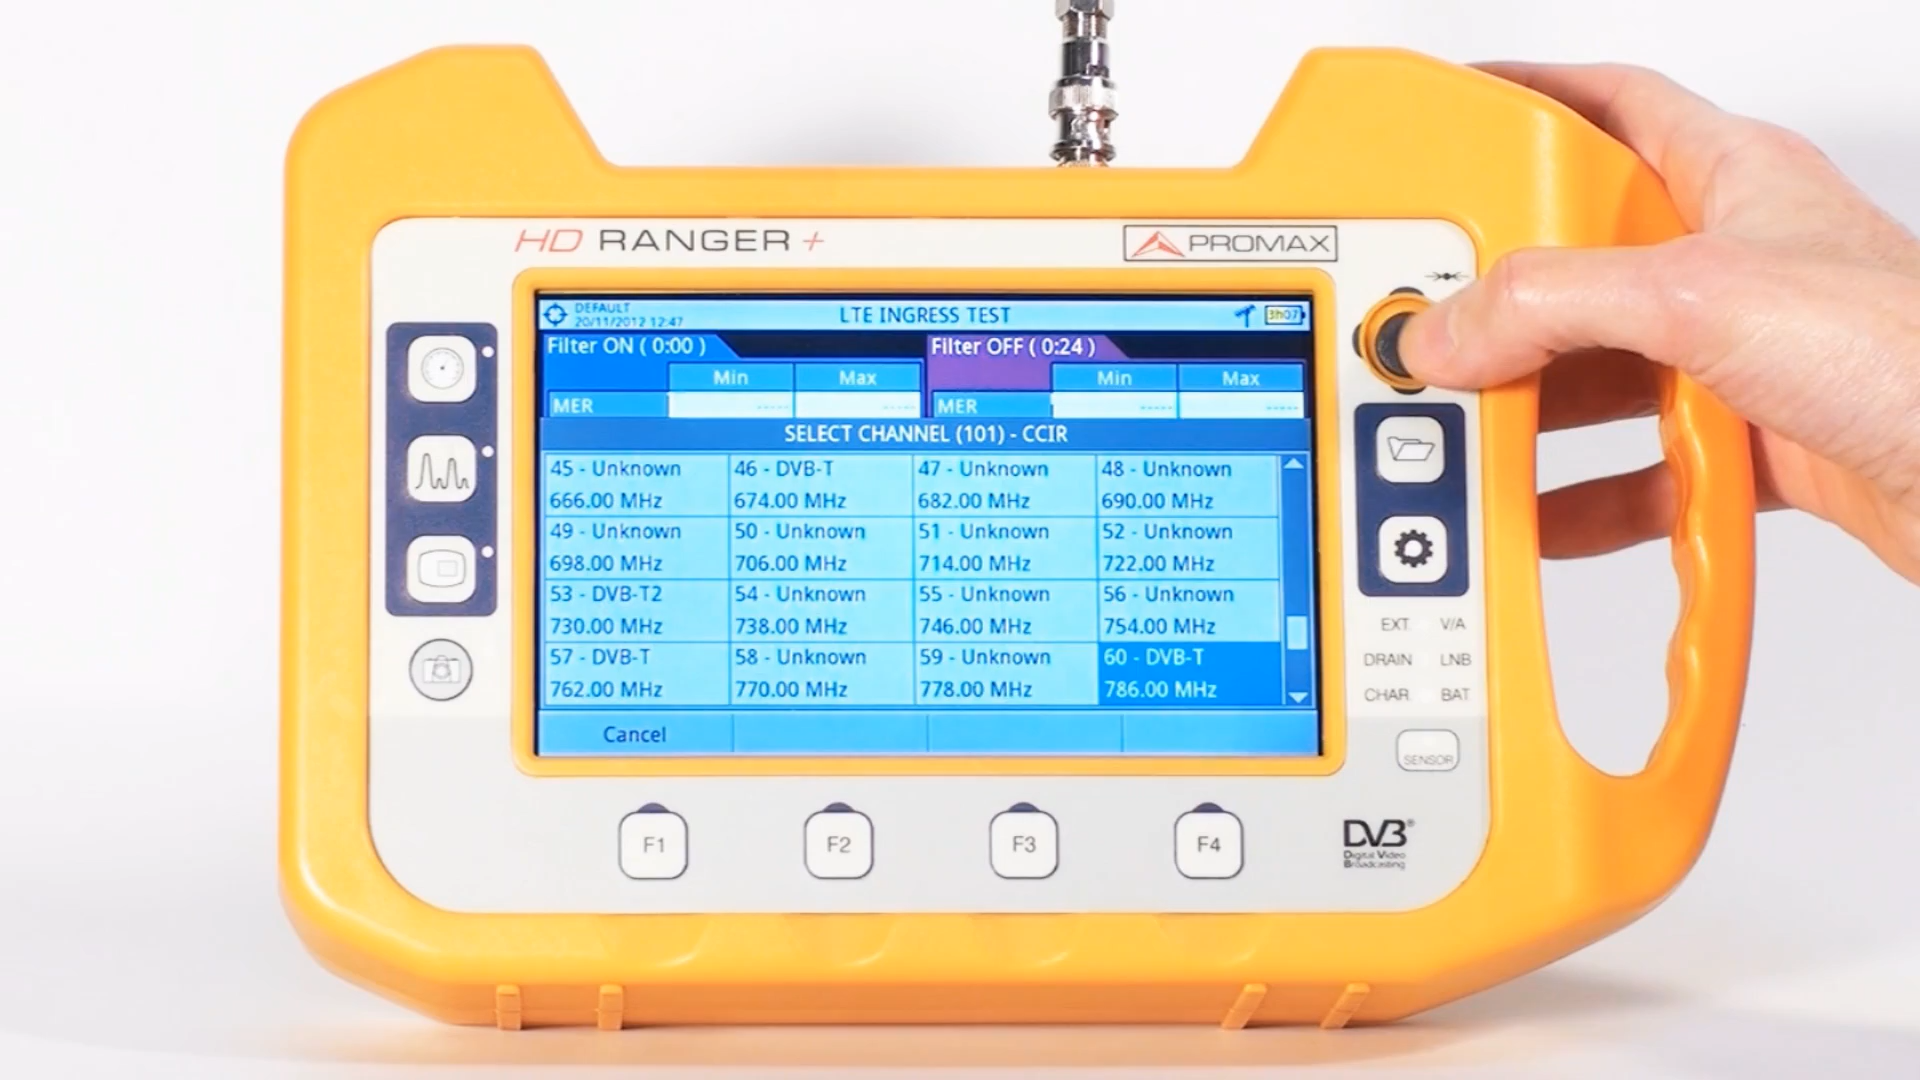 HD RANGER +
PROMAX
DEFAULT
20/11/2012 12:47
LTE INGRESS TEST
3h07
Filter ON ( 0:00 )
Filter OFF ( 0:24 )
Min Max
Min Max
MER ----- -----
MER ----- -----
SELECT CHANNEL (101) - CCIR
45 - Unknown 46 - DVB-T 47 - Unknown 48 - Unknown
666.00 MHz 674.00 MHz 682.00 MHz 690.00 MHz
49 - Unknown 50 - Unknown 51 - Unknown 52 - Unknown
698.00 MHz 706.00 MHz 714.00 MHz 722.00 MHz
53 - DVB-T2 54 - Unknown 55 - Unknown 56 - Unknown
730.00 MHz 738.00 MHz 746.00 MHz 754.00 MHz
57 - DVB-T 58 - Unknown 59 - Unknown 60 - DVB-T
762.00 MHz 770.00 MHz 778.00 MHz 786.00 MHz
Cancel
EXT V/A
DRAIN LNB
CHAR BAT
SENSOR
F1 F2 F3 F4
DVB®
Digital Video
Broadcasting